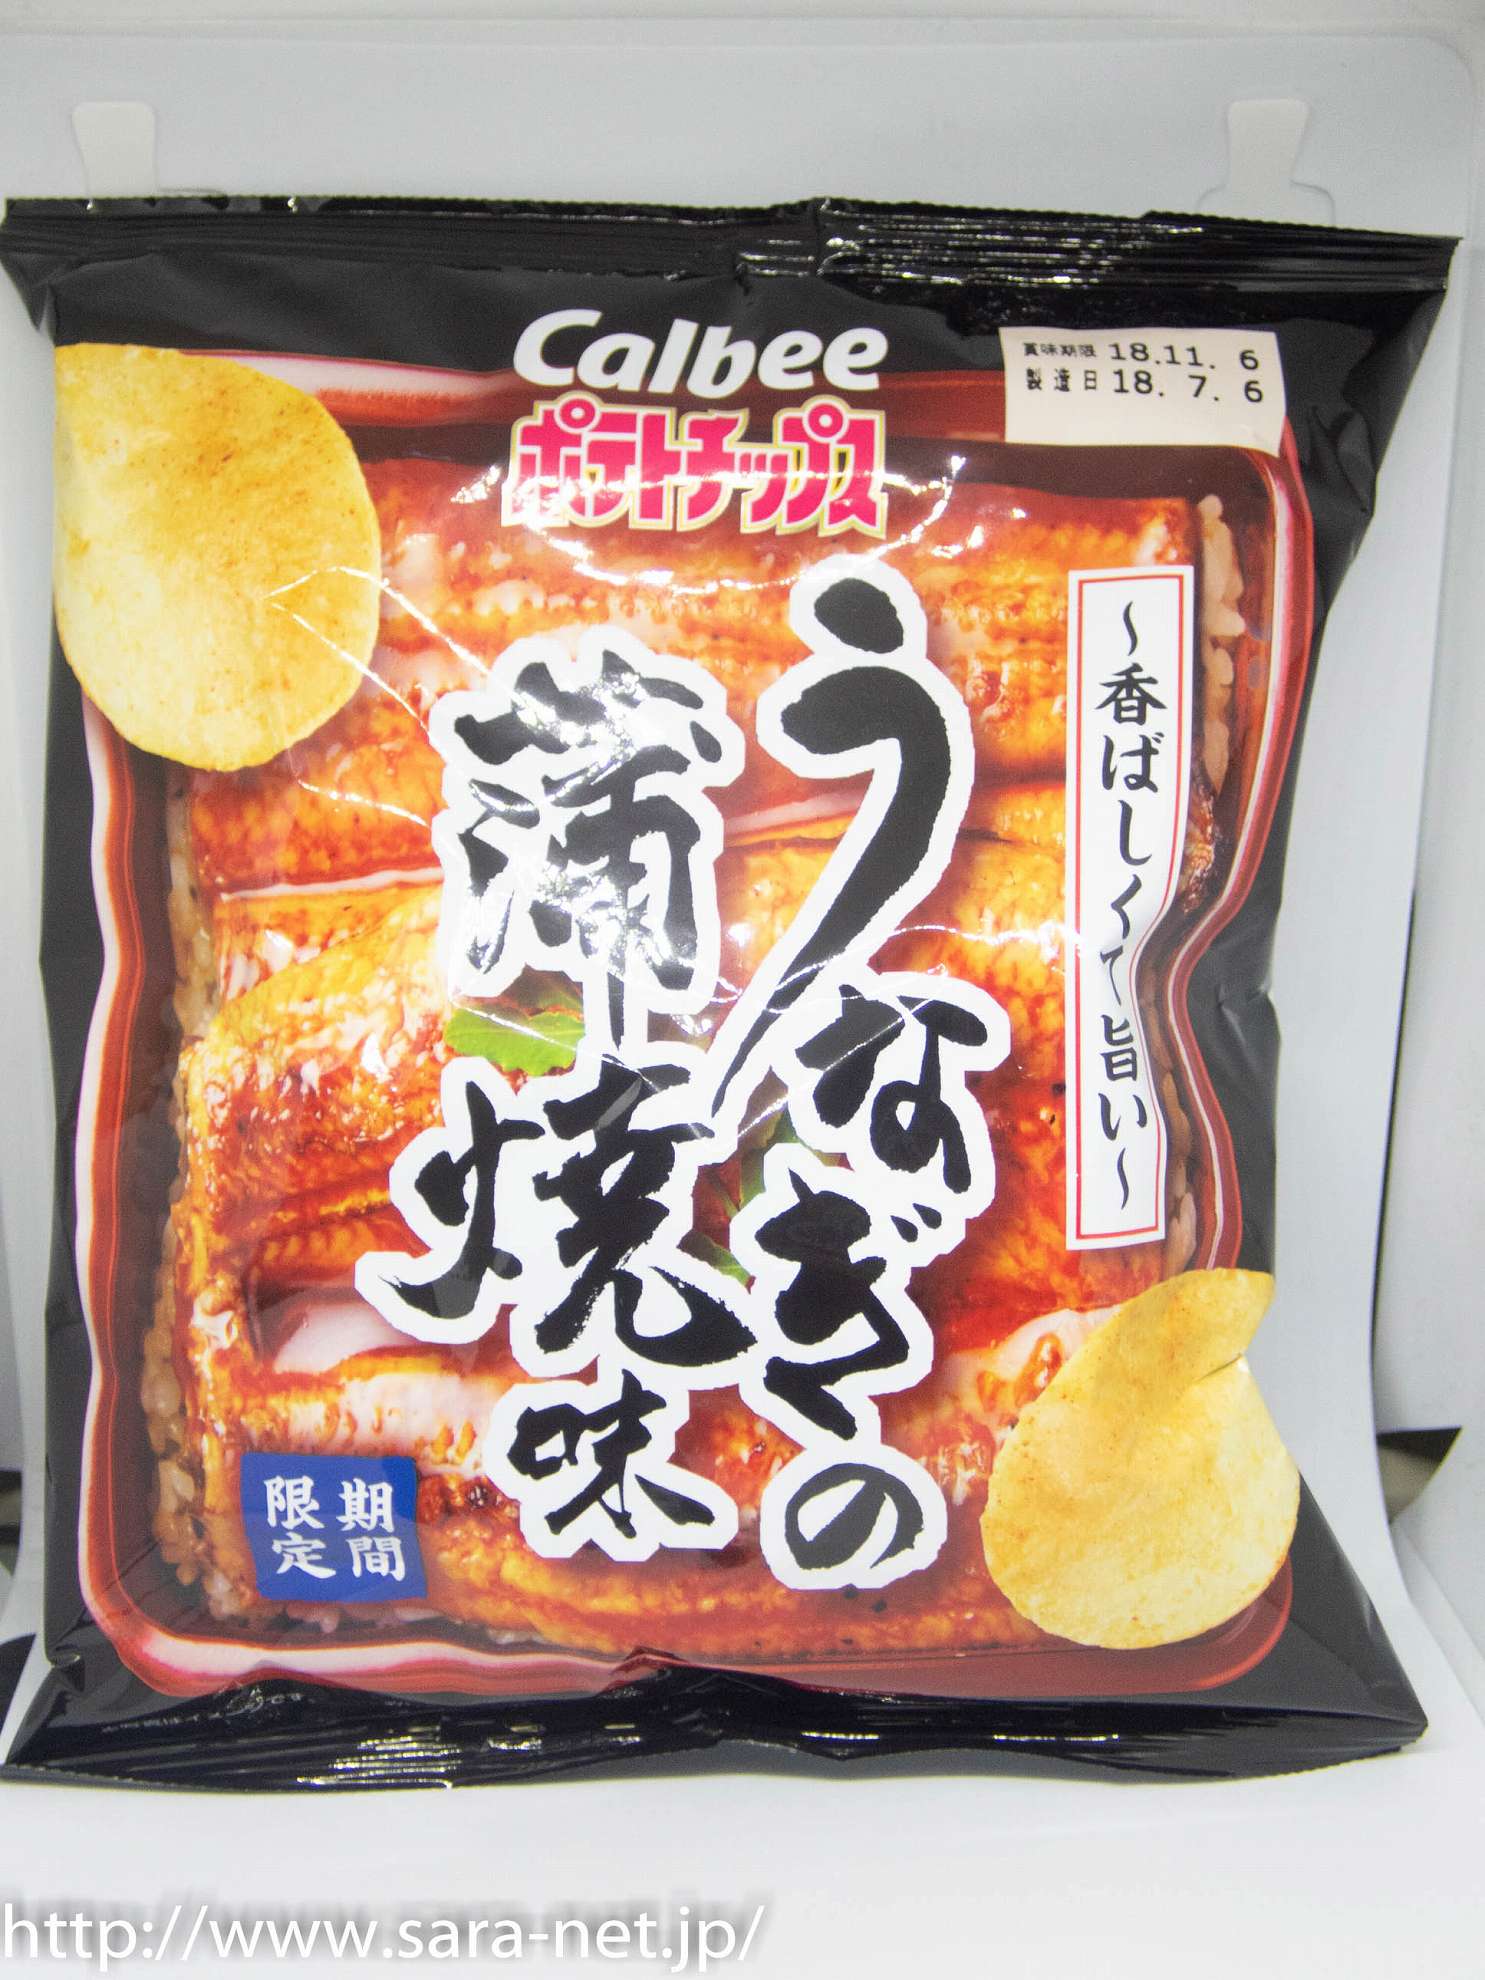 Calbee
ポテトチップス
賞味期限 18.11. 6
製造日 18. 7. 6
～香ばしくて旨い～
うなぎの
蒲焼味
期間
限定
http://www.sara-net.jp/